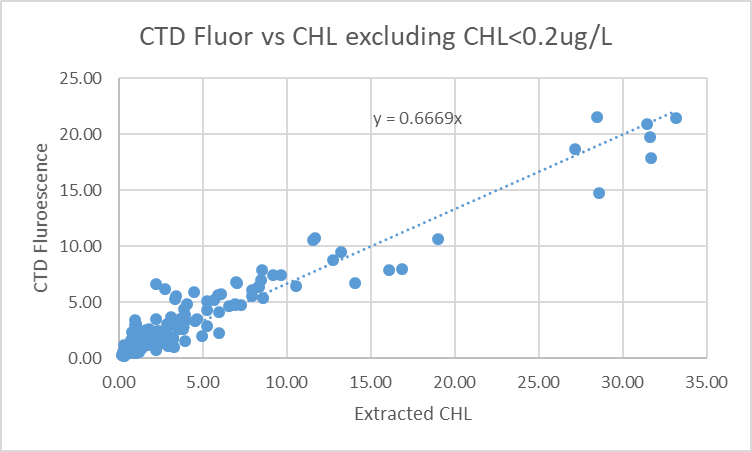 CTD Fluor vs CHL excluding CHL<0.2ug/L
25.00
y = 0.6669x
20.00
15.00
10.00
5.00
0.00
CTD Fluroescence
0.00 5.00 10.00 15.00 20.00 25.00 30.00 35.00
Extracted CHL